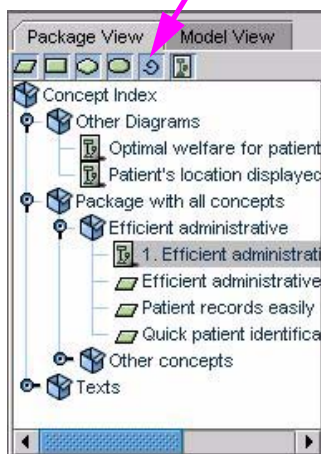 Package View Model View
Concept Index
Other Diagrams
Optimal welfare for patient
Patient's location displayed
Package with all concepts
Efficient administrative
1. Efficient administrati
Efficient administrative
Patient records easily
Quick patient identifica
Other concepts
Texts